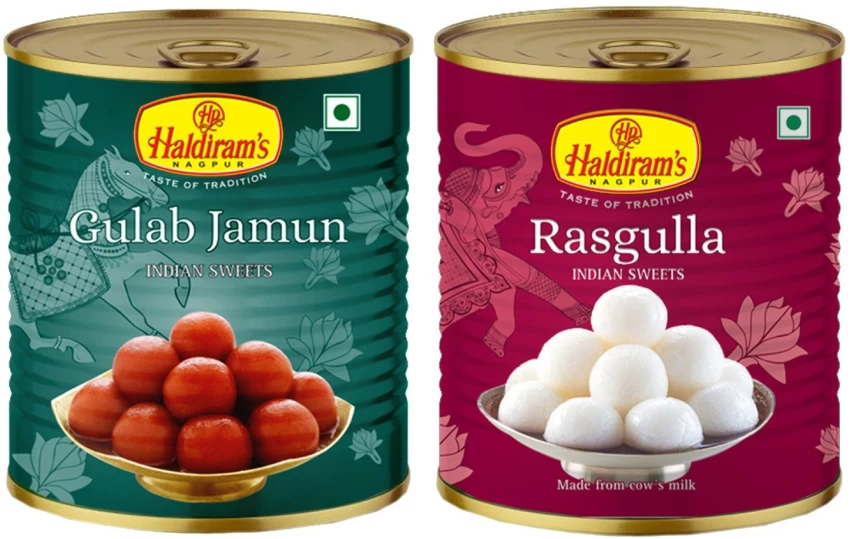 HR
Haldiram's
NAGPUR
TASTE OF TRADITION
Gulab Jamun
INDIAN SWEETS
HR
Haldiram's
NAGPUR
TASTE OF TRADITION
Rasgulla
INDIAN SWEETS
Made from cow's milk